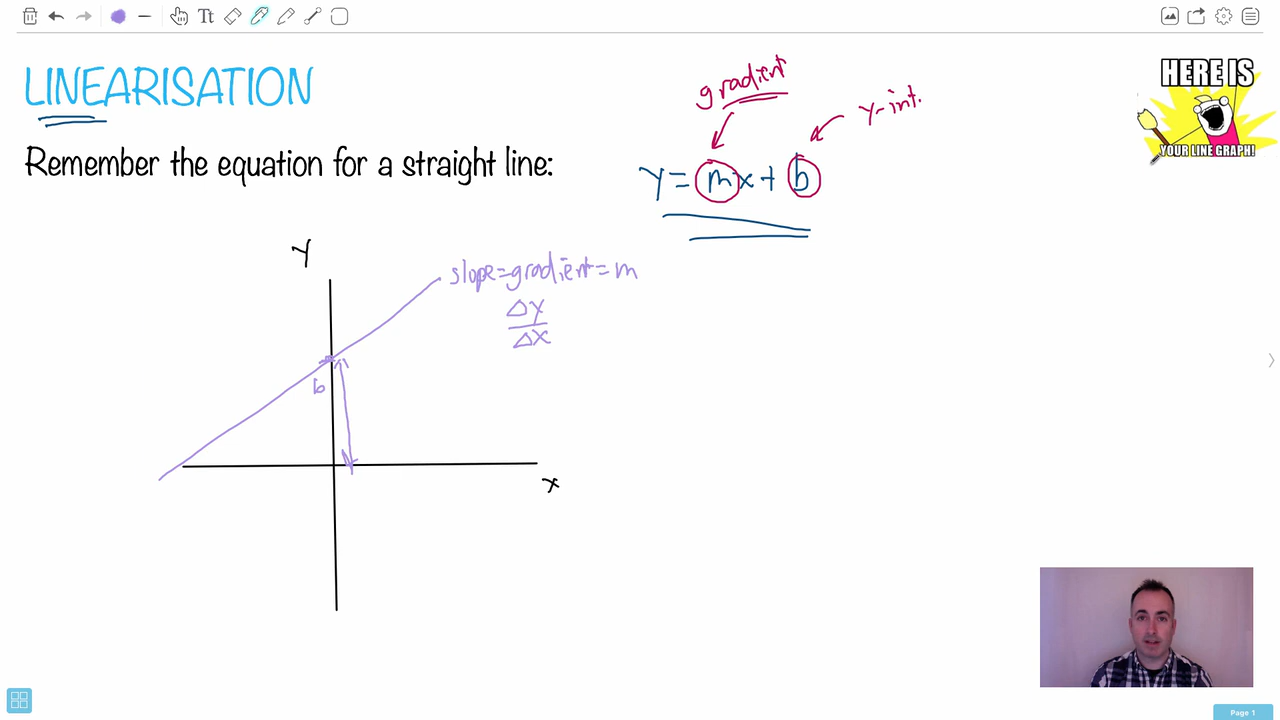 Tt
LINEARISATION
Remember the equation for a straight line:
gradient
y-int.
y = mx + b
HERE IS
YOUR LINE GRAPH!
Y
slope=gradient=m
Δy
Δx
b
x
Page 1